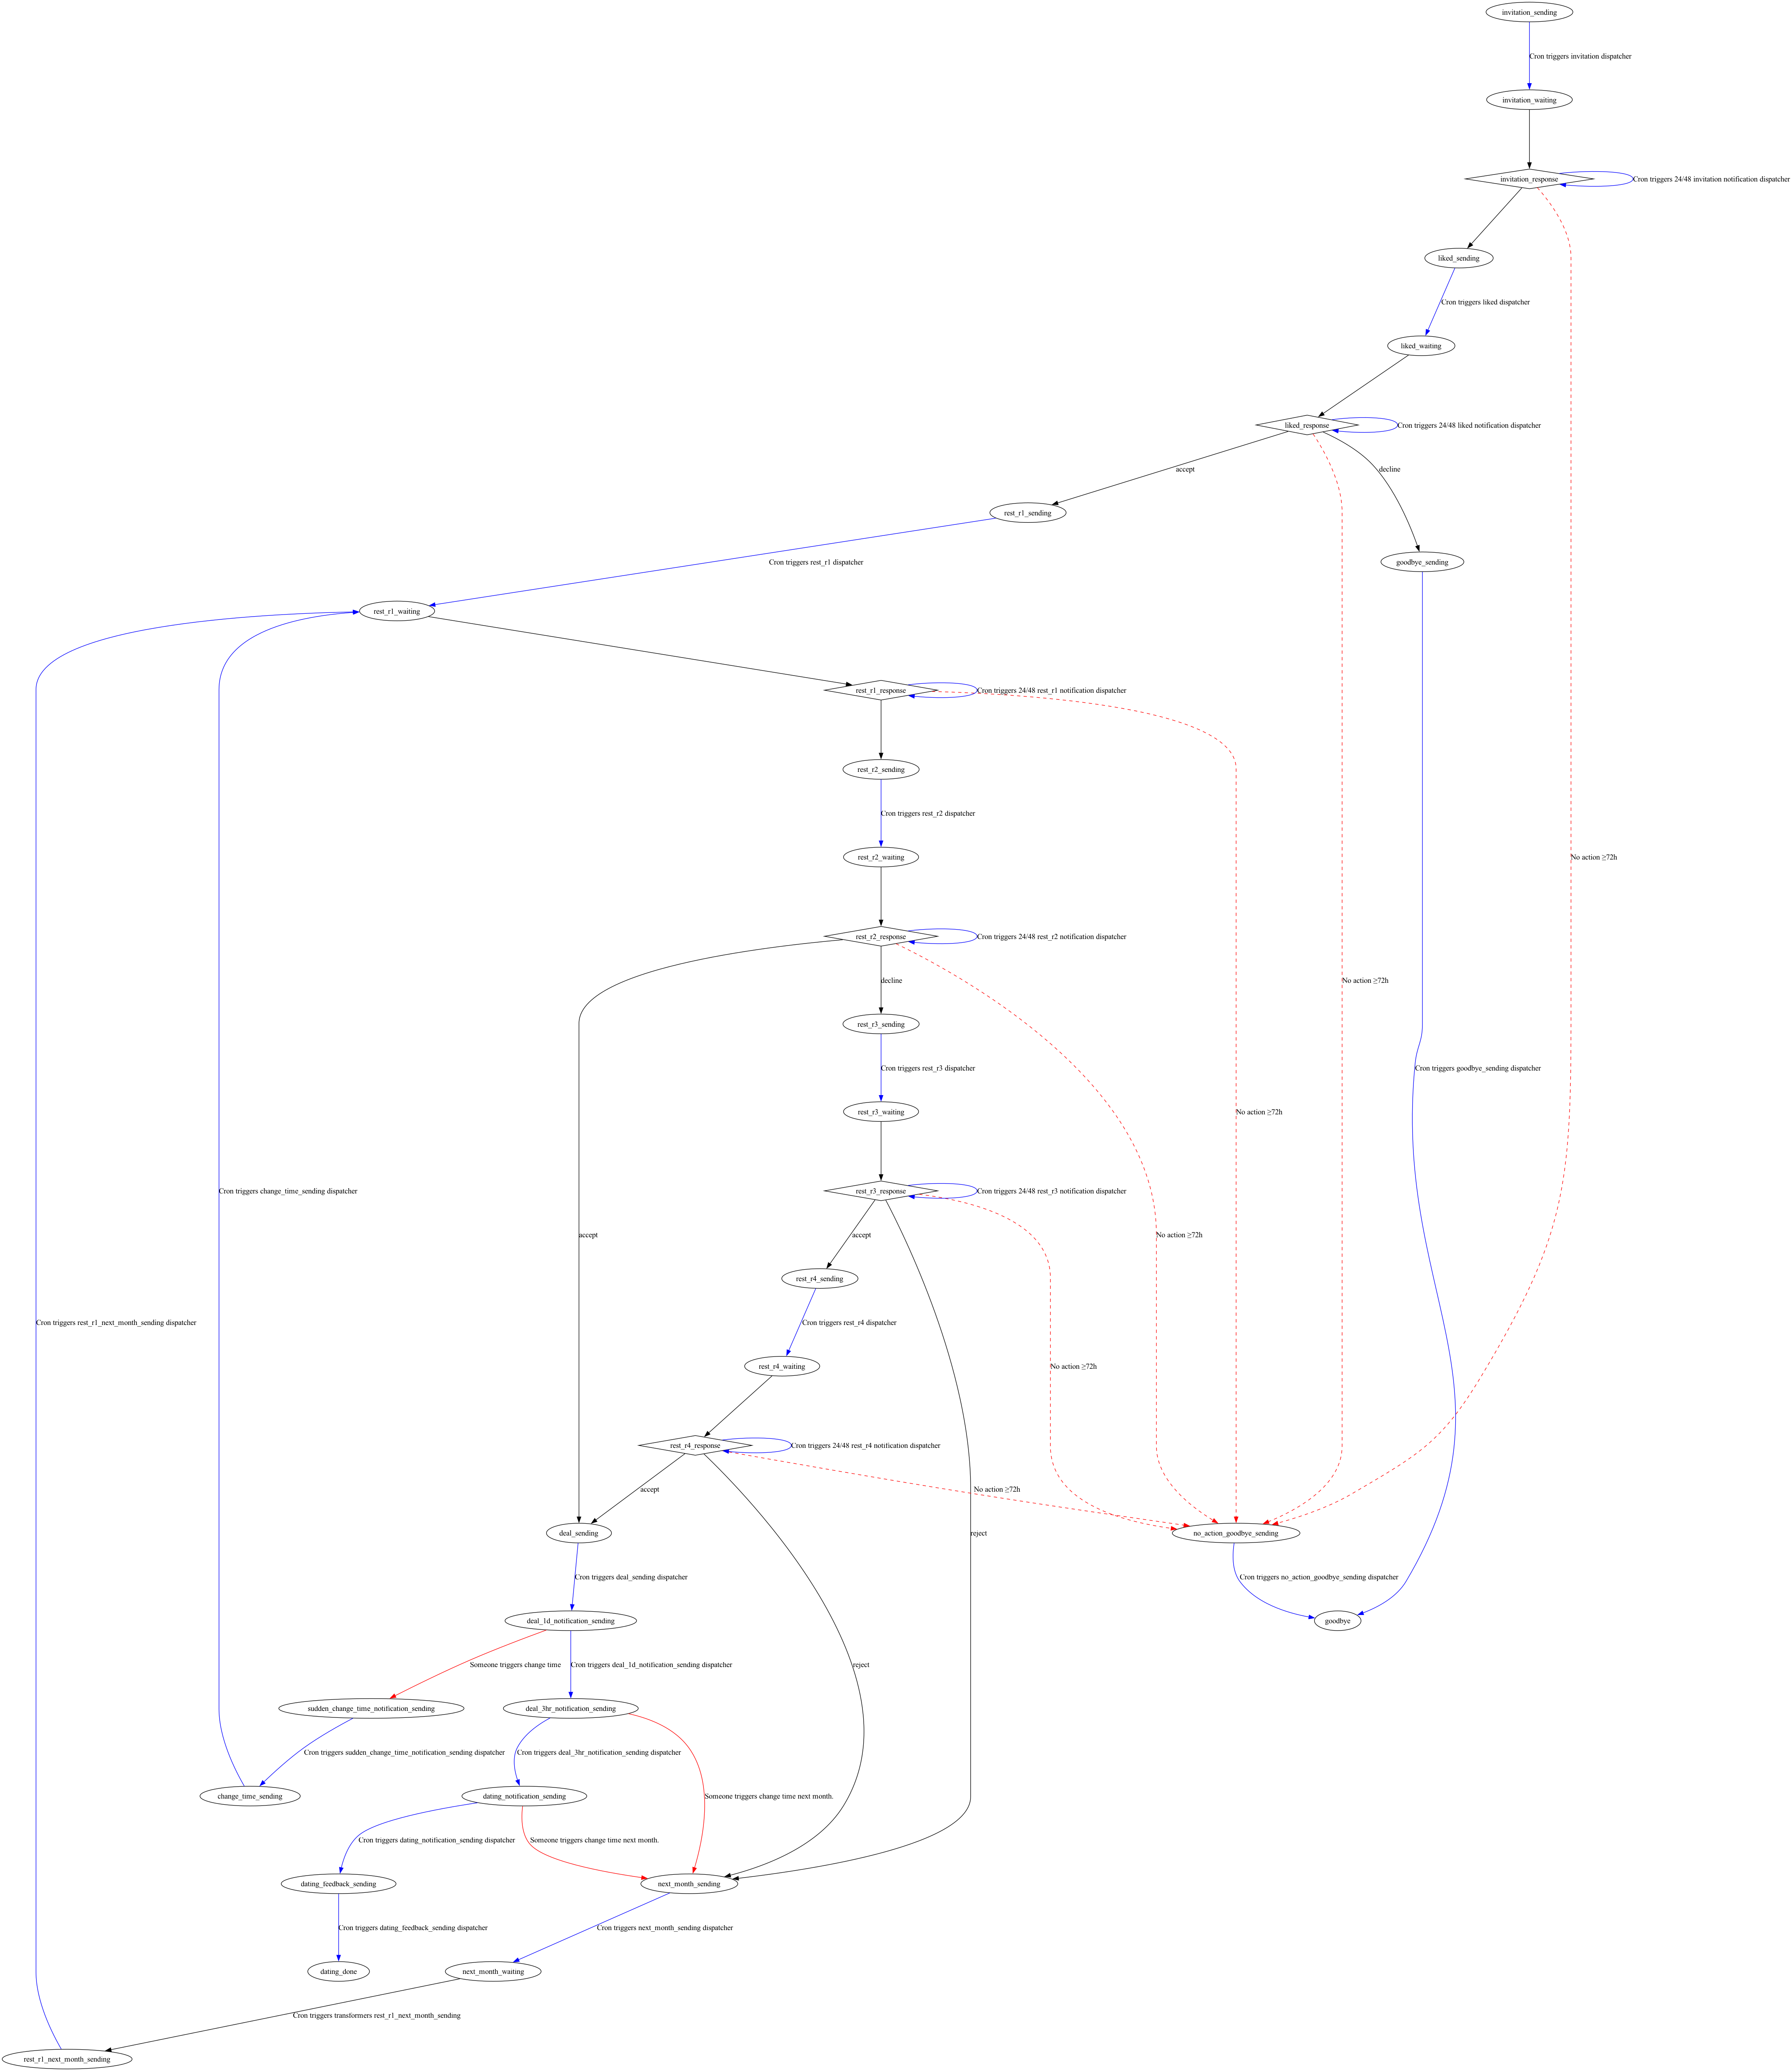 invitation_sending
Cron triggers invitation dispatcher
invitation_waiting
invitation_response
Cron triggers 24/48 invitation notification dispatcher
liked_sending
Cron triggers liked dispatcher
liked_waiting
liked_response
Cron triggers 24/48 liked notification dispatcher
accept
decline
rest_r1_sending
Cron triggers rest_r1 dispatcher
goodbye_sending
rest_r1_waiting
rest_r1_response
Cron triggers 24/48 rest_r1 notification dispatcher
rest_r2_sending
Cron triggers rest_r2 dispatcher
rest_r2_waiting
No action ≥72h
rest_r2_response
Cron triggers 24/48 rest_r2 notification dispatcher
decline
No action ≥72h
rest_r3_sending
Cron triggers rest_r3 dispatcher
Cron triggers goodbye_sending dispatcher
rest_r3_waiting
No action ≥72h
Cron triggers change_time_sending dispatcher
rest_r3_response
Cron triggers 24/48 rest_r3 notification dispatcher
accept
accept
No action ≥72h
rest_r4_sending
Cron triggers rest_r1_next_month_sending dispatcher
Cron triggers rest_r4 dispatcher
rest_r4_waiting
No action ≥72h
rest_r4_response
Cron triggers 24/48 rest_r4 notification dispatcher
accept
No action ≥72h
deal_sending
reject
no_action_goodbye_sending
Cron triggers deal_sending dispatcher
Cron triggers no_action_goodbye_sending dispatcher
deal_1d_notification_sending
goodbye
Someone triggers change time
Cron triggers deal_1d_notification_sending dispatcher
reject
sudden_change_time_notification_sending
deal_3hr_notification_sending
Cron triggers sudden_change_time_notification_sending dispatcher
Cron triggers deal_3hr_notification_sending dispatcher
change_time_sending
dating_notification_sending
Someone triggers change time next month.
Cron triggers dating_notification_sending dispatcher
Someone triggers change time next month.
dating_feedback_sending
next_month_sending
Cron triggers dating_feedback_sending dispatcher
Cron triggers next_month_sending dispatcher
dating_done
next_month_waiting
Cron triggers transformers rest_r1_next_month_sending
rest_r1_next_month_sending